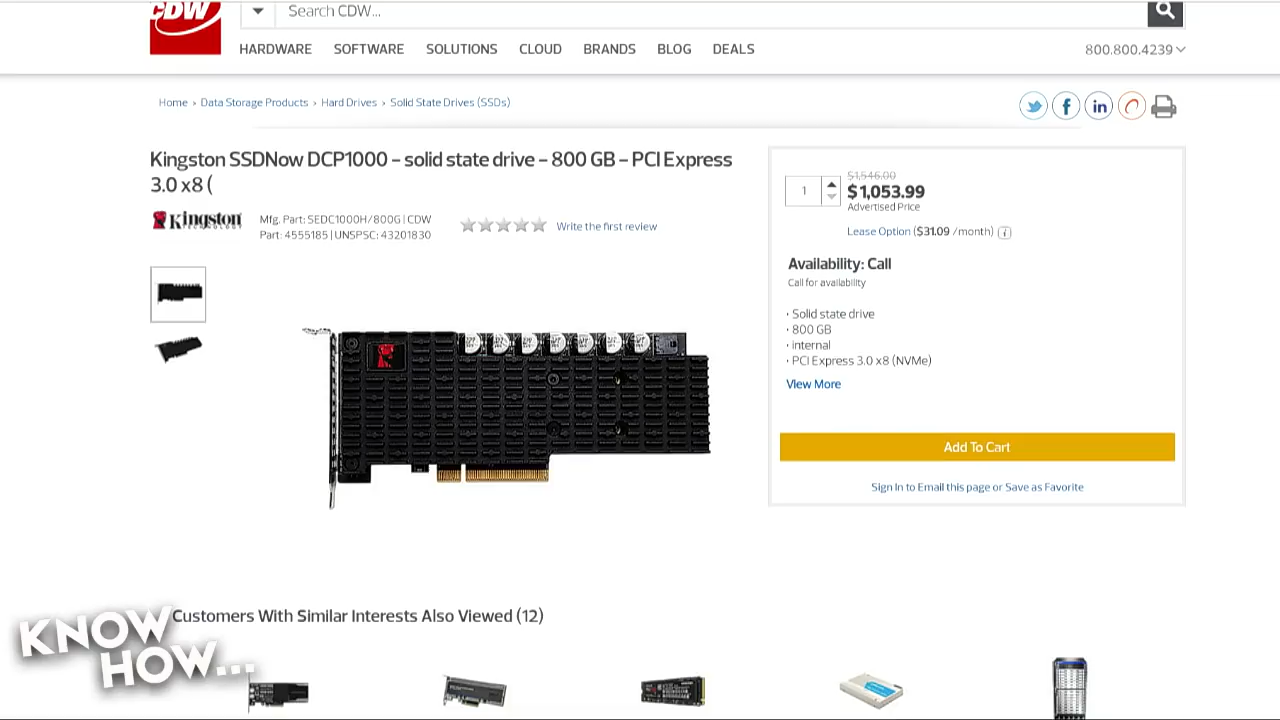 CDW
Search CDW...
HARDWARE SOFTWARE SOLUTIONS CLOUD BRANDS BLOG DEALS
800.800.4239
Home › Data Storage Products › Hard Drives › Solid State Drives (SSDs)
Kingston SSDNow DCP1000 - solid state drive - 800 GB - PCI Express
3.0 x8 (
Kingston
TECHNOLOGY
Mfg. Part: SEDC1000H/800G | CDW
Part: 4555185 | UNSPSC: 43201830
Write the first review
1
$1,546.00
$1,053.99
Advertised Price
Lease Option ($31.09 /month)
Availability: Call
Call for availability
• Solid state drive
• 800 GB
• internal
• PCI Express 3.0 x8 (NVMe)
View More
Add To Cart
Sign In to Email this page or Save as Favorite
Customers With Similar Interests Also Viewed (12)
KNOW
HOW...